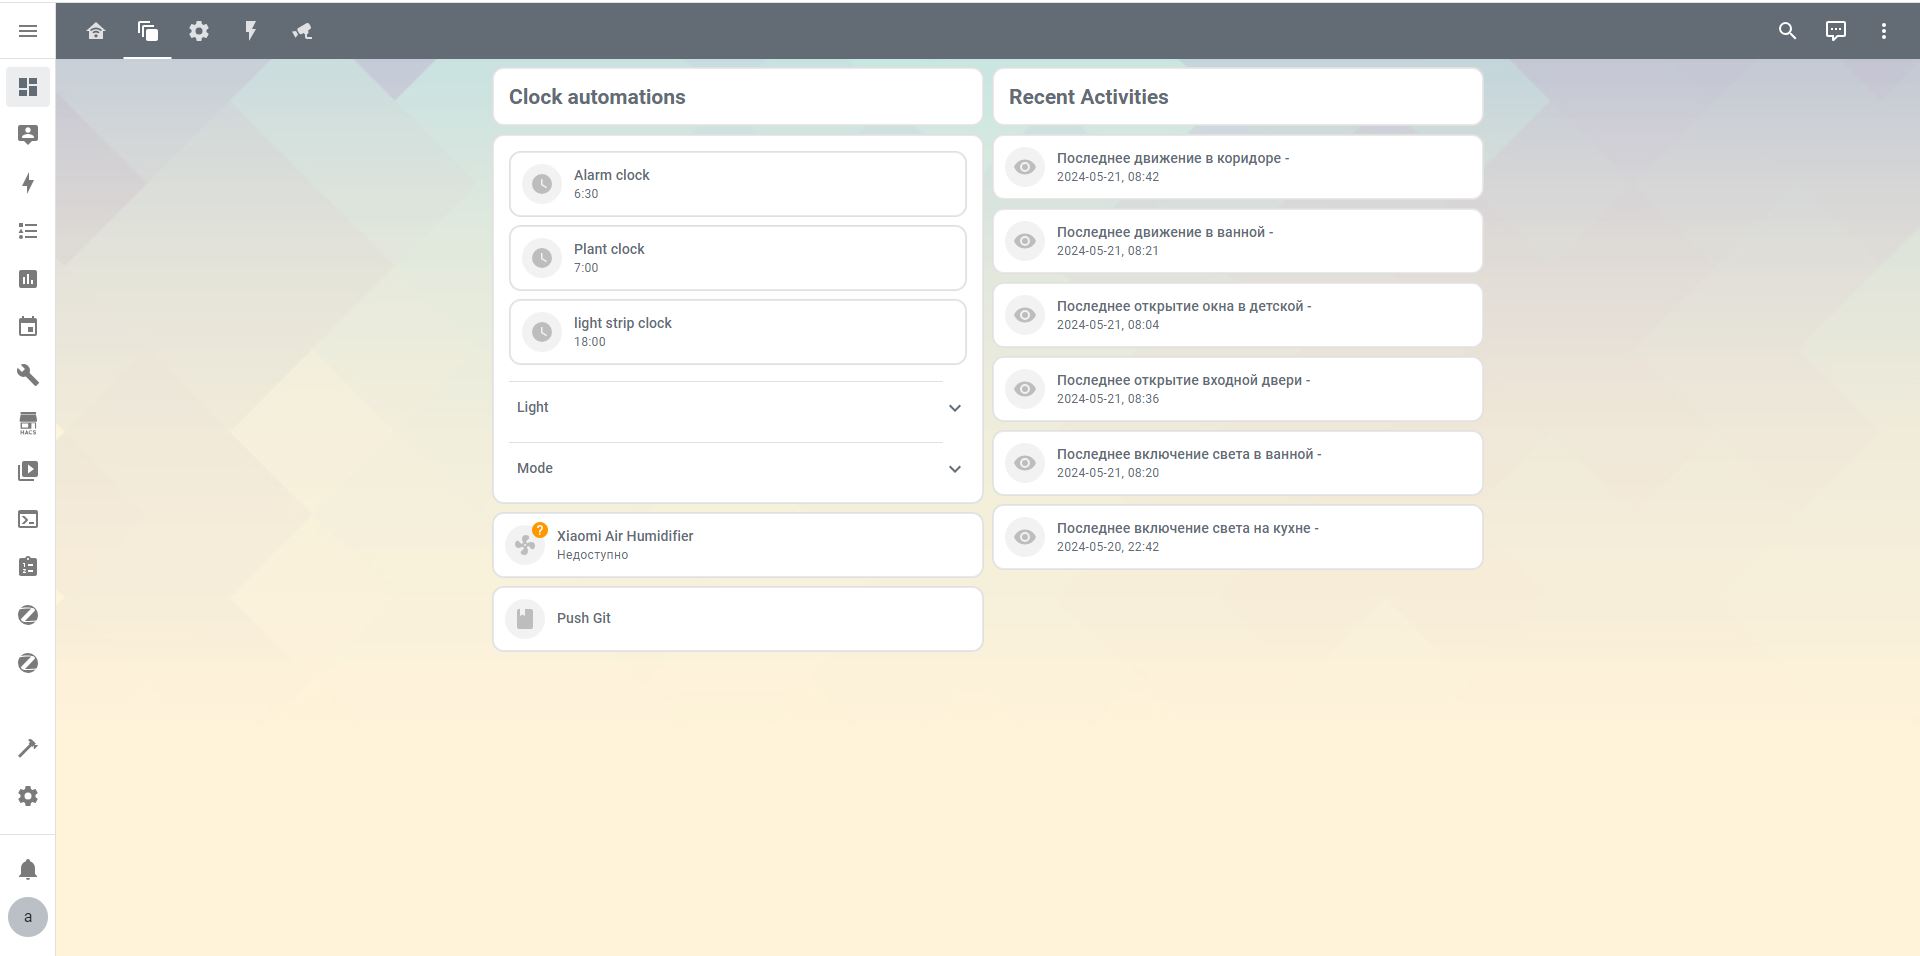 Clock automations
Alarm clock
6:30
Plant clock
7:00
light strip clock
18:00
Light
Mode
Xiaomi Air Humidifier
?
Недоступно
Push Git
Recent Activities
Последнее движение в коридоре -
2024-05-21, 08:42
Последнее движение в ванной -
2024-05-21, 08:21
Последнее открытие окна в детской -
2024-05-21, 08:04
Последнее открытие входной двери -
2024-05-21, 08:36
Последнее включение света в ванной -
2024-05-21, 08:20
Последнее включение света на кухне -
2024-05-20, 22:42
HACS
a